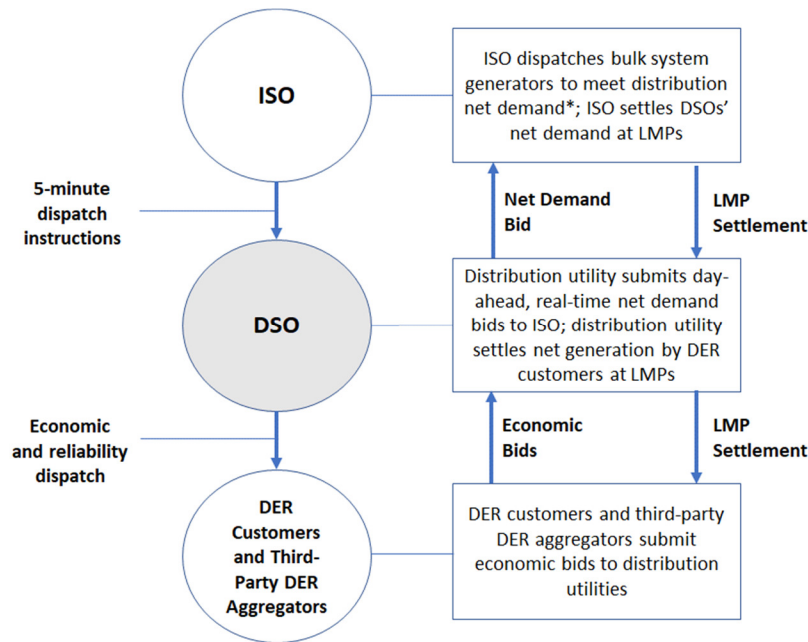 ISO
ISO dispatches bulk system
generators to meet distribution
net demand*; ISO settles DSOs'
net demand at LMPs
5-minute
dispatch
instructions
Net Demand
Bid
LMP
Settlement
DSO
Distribution utility submits day-
ahead, real-time net demand
bids to ISO; distribution utility
settles net generation by DER
customers at LMPs
Economic
and reliability
dispatch
Economic
Bids
LMP
Settlement
DER
Customers
and Third-
Party DER
Aggregators
DER customers and third-party
DER aggregators submit
economic bids to distribution
utilities